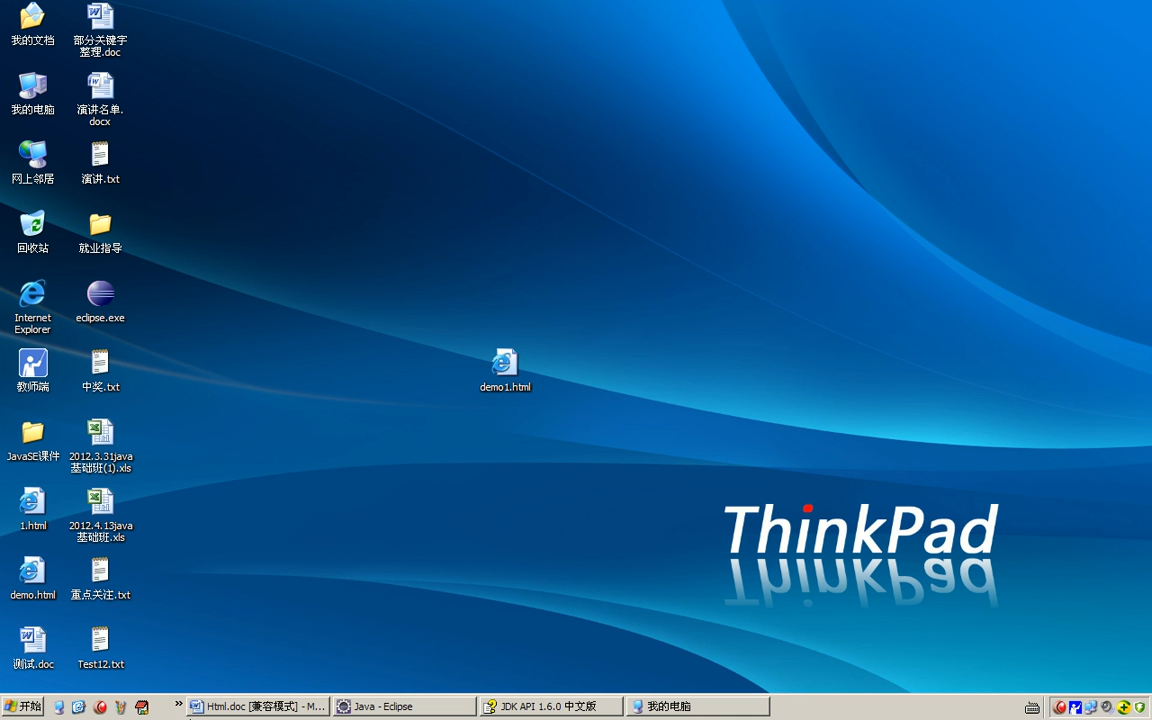 我的文档
部分关键字
整理.doc
我的电脑
演讲名单.
docx
网上邻居
演讲.txt
回收站
就业指导
Internet
Explorer
eclipse.exe
教师端
中奖.txt
demo1.html
JavaSE课件
2012.3.31java
基础班(1).xls
1.html
2012.4.13java
基础班.xls
ThinkPad
demo.html
重点关注.txt
测试.doc
Test12.txt
开始
Html.doc [兼容模式] - M...
Java - Eclipse
JDK API 1.6.0 中文版
我的电脑